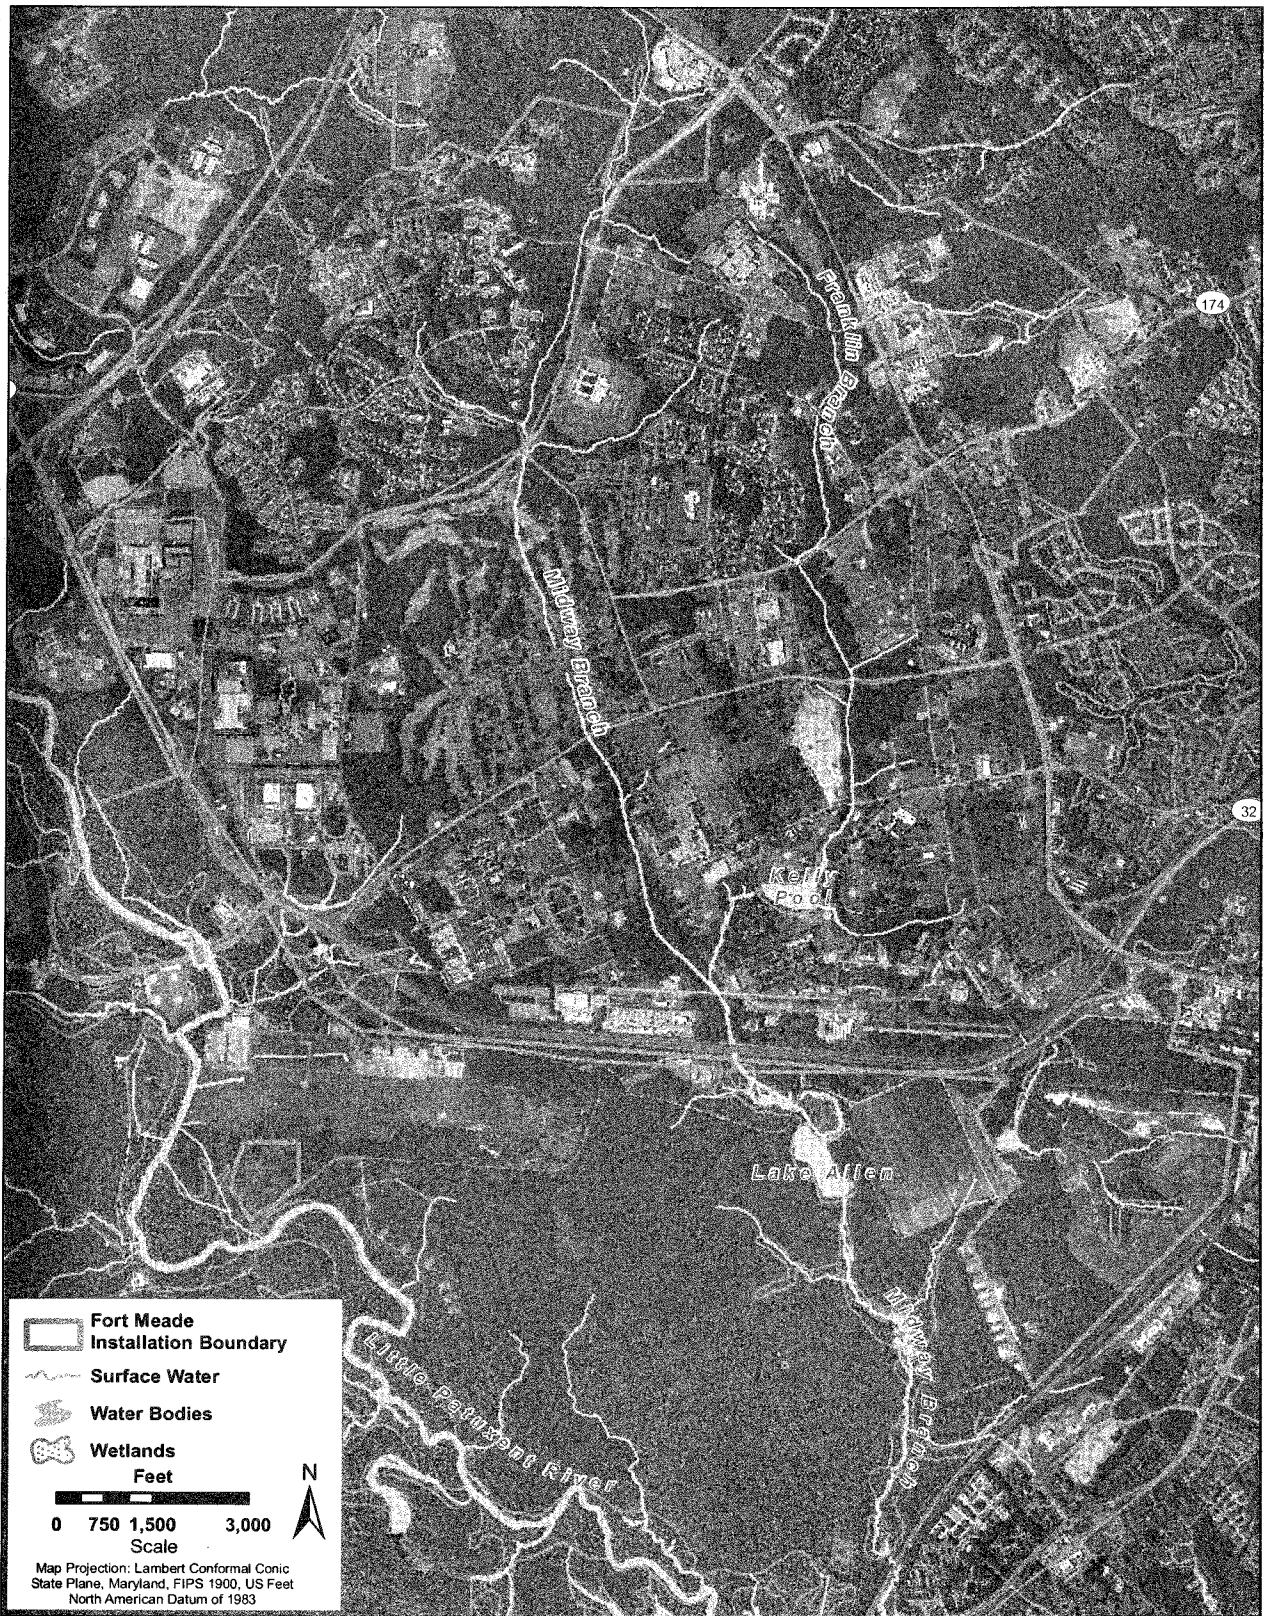 174
Franklin Branch
Midway Branch
32
Kelly
Pool
Lake Allen
Midway Branch
Little Patuxent River
Fort Meade
Installation Boundary
Surface Water
Water Bodies
Wetlands
Feet
N
0 750 1,500 3,000
Scale
Map Projection: Lambert Conformal Conic
State Plane, Maryland, FIPS 1900, US Feet
North American Datum of 1983